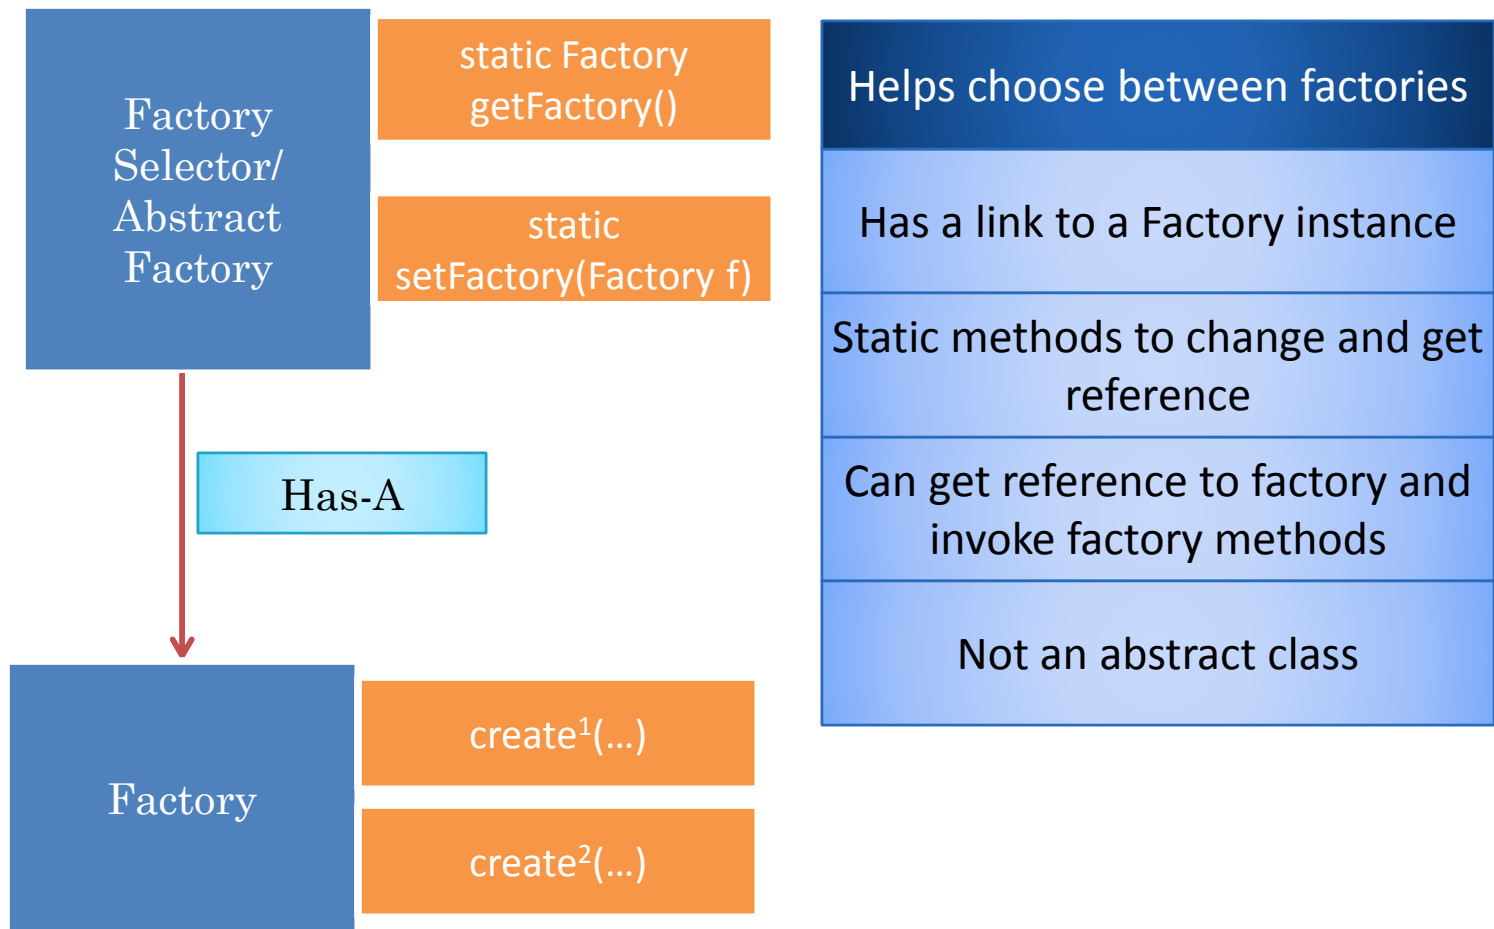 Factory
Selector/
Abstract
Factory
static Factory
getFactory()
static
setFactory(Factory f)
Has-A
Factory
create¹(...)
create²(...)
Helps choose between factories
Has a link to a Factory instance
Static methods to change and get
reference
Can get reference to factory and
invoke factory methods
Not an abstract class